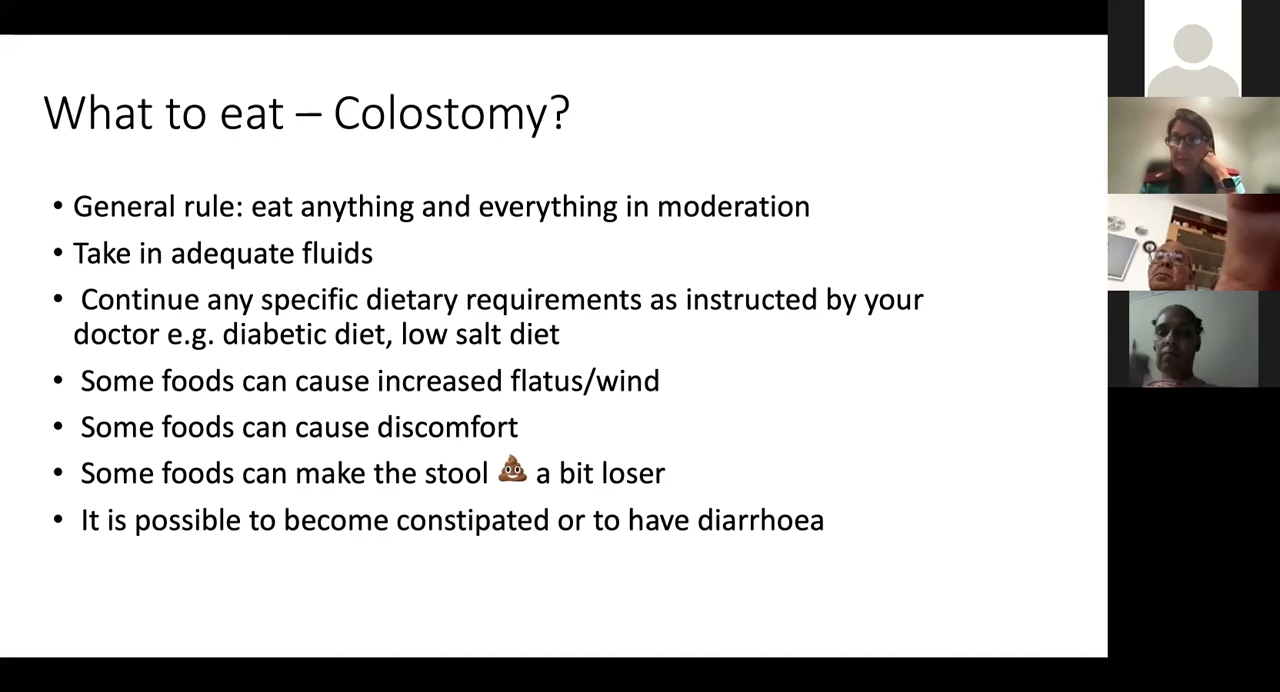 What to eat – Colostomy?
• General rule: eat anything and everything in moderation
• Take in adequate fluids
• Continue any specific dietary requirements as instructed by your
doctor e.g. diabetic diet, low salt diet
• Some foods can cause increased flatus/wind
• Some foods can cause discomfort
• Some foods can make the stool 💩 a bit loser
• It is possible to become constipated or to have diarrhoea